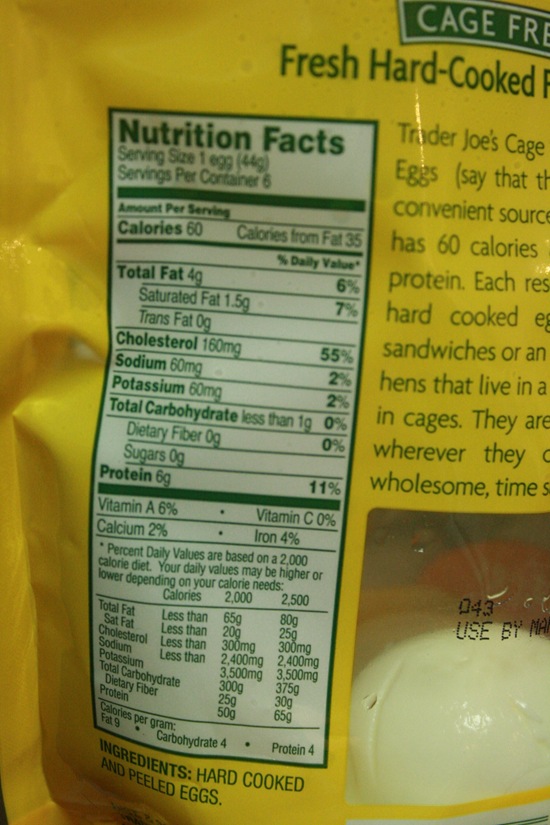 CAGE FRE
Fresh Hard-Cooked
Nutrition Facts
Serving Size 1 egg (44g)
Servings Per Container 6
Amount Per Serving
Calories 60 Calories from Fat 35
% Daily Value*
Total Fat 4g 6%
Saturated Fat 1.5g 7%
Trans Fat 0g
Cholesterol 160mg 55%
Sodium 60mg 2%
Potassium 60mg 2%
Total Carbohydrate less than 1g 0%
Dietary Fiber 0g 0%
Sugars 0g
Protein 6g 11%
Vitamin A 6% • Vitamin C 0%
Calcium 2% • Iron 4%
* Percent Daily Values are based on a 2,000
calorie diet. Your daily values may be higher or
lower depending on your calorie needs:
Calories 2,000 2,500
Total Fat Less than 65g 80g
Sat Fat Less than 20g 25g
Cholesterol Less than 300mg 300mg
Sodium Less than 2,400mg 2,400mg
Potassium 3,500mg 3,500mg
Total Carbohydrate 300g 375g
Dietary Fiber 25g 30g
Protein 50g 65g
Calories per gram:
Fat 9 • Carbohydrate 4 • Protein 4
INGREDIENTS: HARD COOKED
AND PEELED EGGS.
Trader Joe's Cage
Eggs (say that th
convenient source
has 60 calories
protein. Each res
hard cooked eg
sandwiches or an
hens that live in a
in cages. They are
wherever they
wholesome, time s
043
USE BY MA